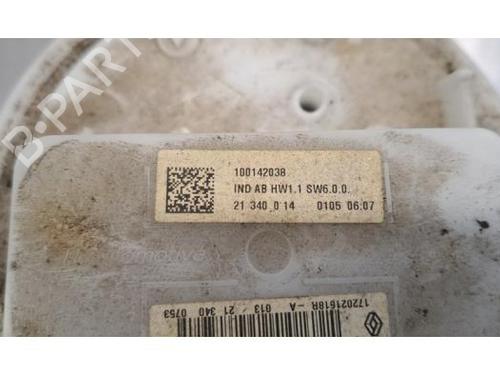 B-PARTS
100142038
IND AB HW1.1 SW6.0.0.
21 340 0 14 0105 06:07
172021618R -A 013 / 21 340 0753